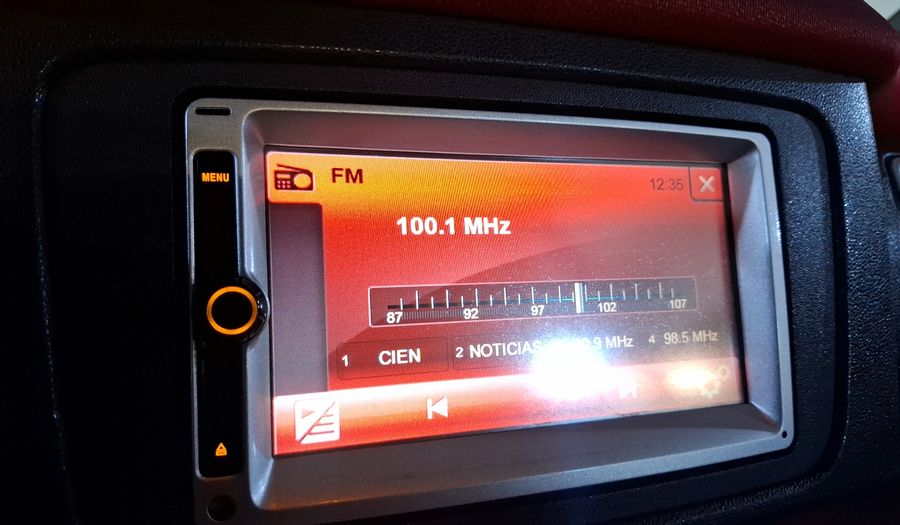 MENU
FM
12:35
100.1 MHz
87 92 97 102 107
1 CIEN 2 NOTICIAS MHz 4 98.5 MHz